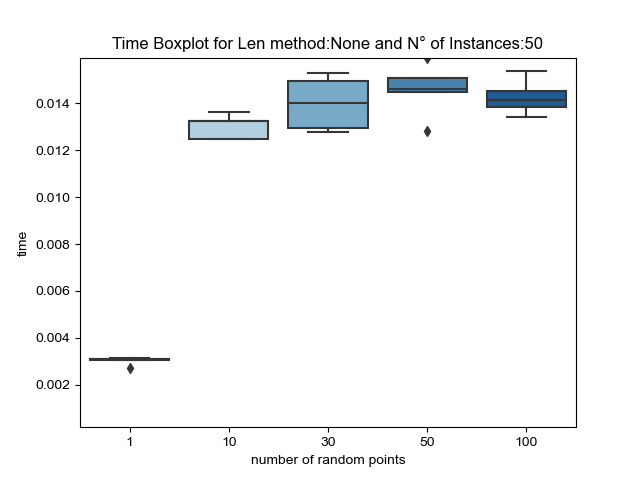 Time Boxplot for Len method:None and N° of Instances:50
0.014
0.012
0.010
0.008
0.006
0.004
0.002
time
1 10 30 50 100
number of random points